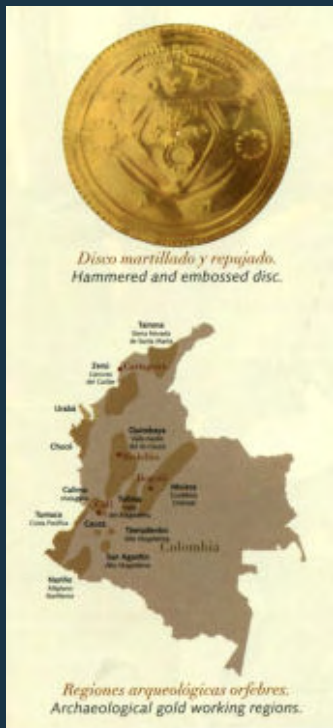 Disco martillado y repujado.
Hammered and embossed disc.
Tairona
Sierra Nevada
de Santa Marta
Zenú
Llanuras
del Caribe
Cartagena
Urabá
Chocó
Quimbaya
Valle medio
del río Cauca
Medellín
Bogotá
Muisca
Cordillera
Oriental
Calima
Tolima
Valle
del Magdalena
Cali
Tumaco
Costa Pacífica
Cauca
Tierradentro
Alto Magdalena
San Agustín
Alto Magdalena
Colombia
Nariño
Altiplano
Nariñense
Regiones arqueológicas orfebres.
Archaeological gold working regions.